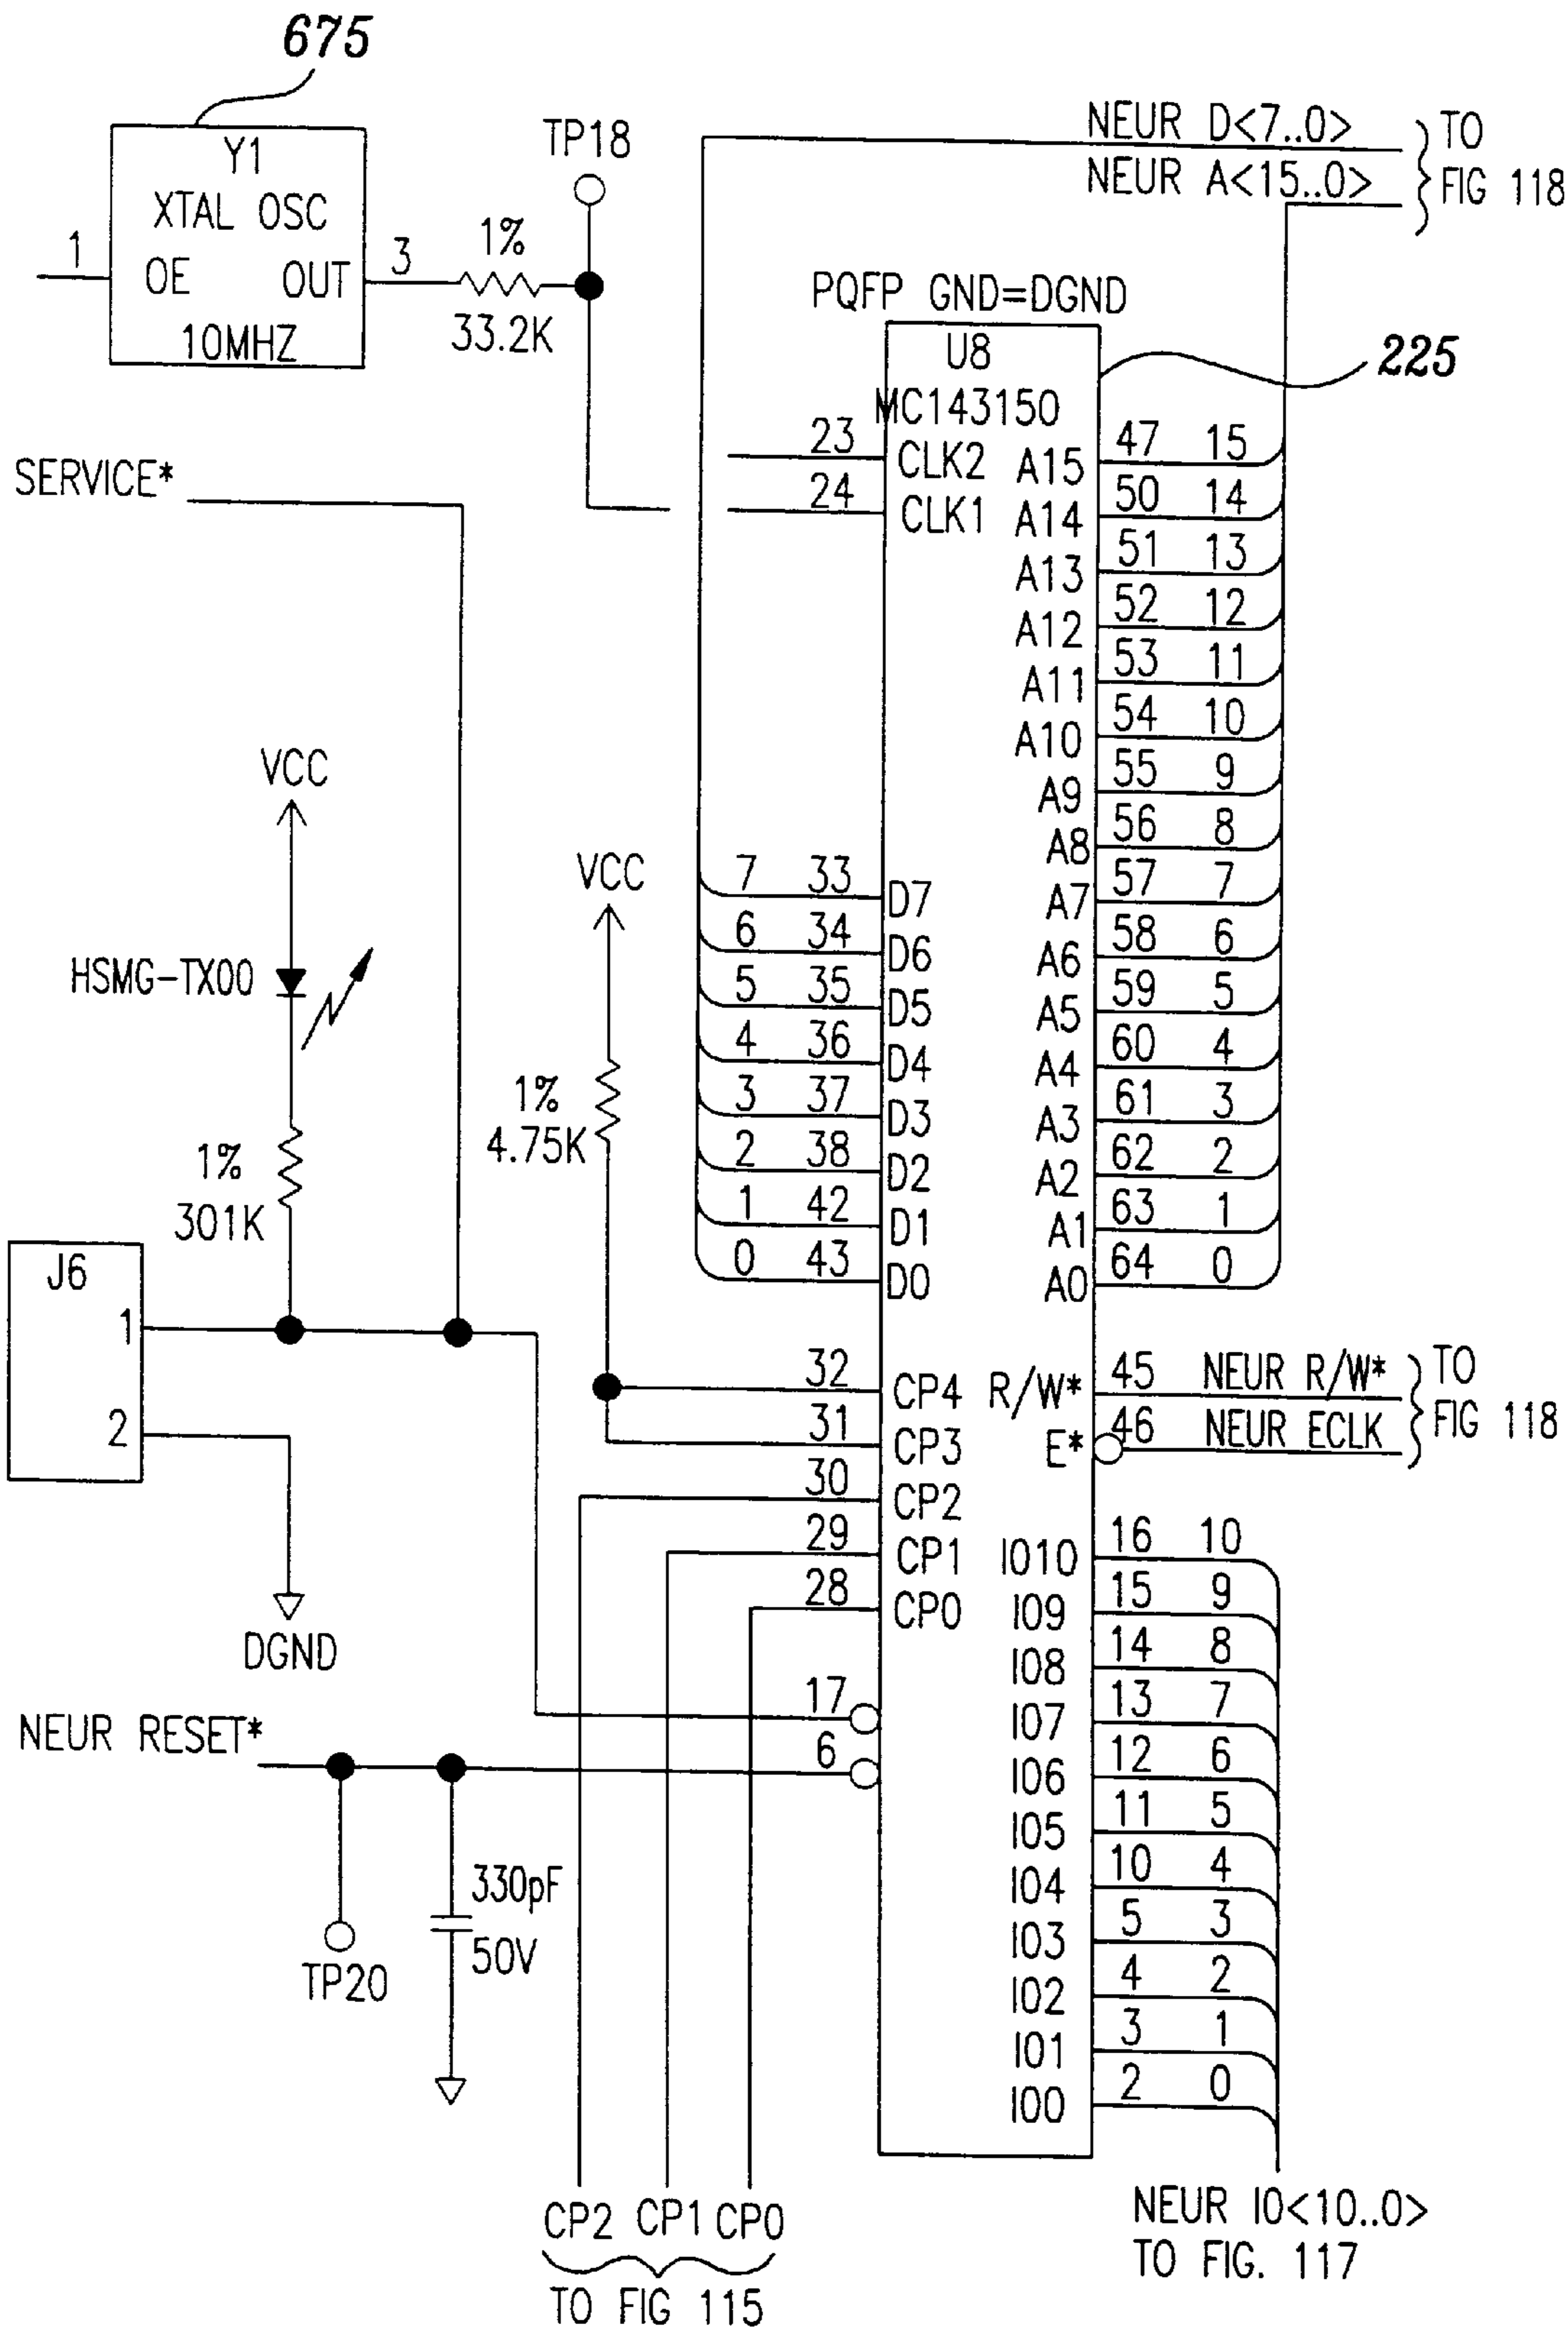 675
Y1
XTAL OSC
1
OE OUT
3
10MHZ
1%
33.2K
TP18
NEUR D<7..0>
NEUR A<15..0>
TO
FIG 118
PQFP GND=DGND
U8
MC143150
225
23
CLK2
24
CLK1
SERVICE*
A15 47 15
A14 50 14
A13 51 13
A12 52 12
A11 53 11
A10 54 10
A9 55 9
A8 56 8
A7 57 7
A6 58 6
A5 59 5
A4 60 4
A3 61 3
A2 62 2
A1 63 1
A0 64 0
VCC
HSMG-TX00
1%
301K
VCC
1%
4.75K
7 33 D7
6 34 D6
5 35 D5
4 36 D4
3 37 D3
2 38 D2
1 42 D1
0 43 D0
J6
1
2
DGND
32 CP4
31 CP3
30 CP2
29 CP1
28 CP0
R/W* 45 NEUR R/W*
E* 46 NEUR ECLK
TO
FIG 118
17
6
NEUR RESET*
TP20
330pF
50V
IO10 16 10
IO9 15 9
IO8 14 8
IO7 13 7
IO6 12 6
IO5 11 5
IO4 10 4
IO3 5 3
IO2 4 2
IO1 3 1
IO0 2 0
CP2 CP1 CP0
TO FIG 115
NEUR IO<10..0>
TO FIG. 117